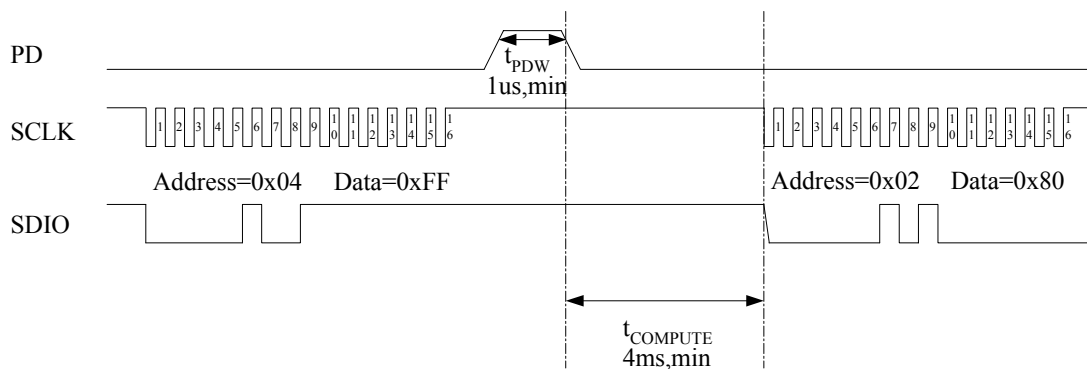 PD
t_PDW
1us,min
SCLK
1 2 3 4 5 6 7 8 9 10 11 12 13 14 15 16
1 2 3 4 5 6 7 8 9 10 11 12 13 14 15 16
Address=0x04 Data=0xFF
Address=0x02 Data=0x80
SDIO
t_COMPUTE
4ms,min